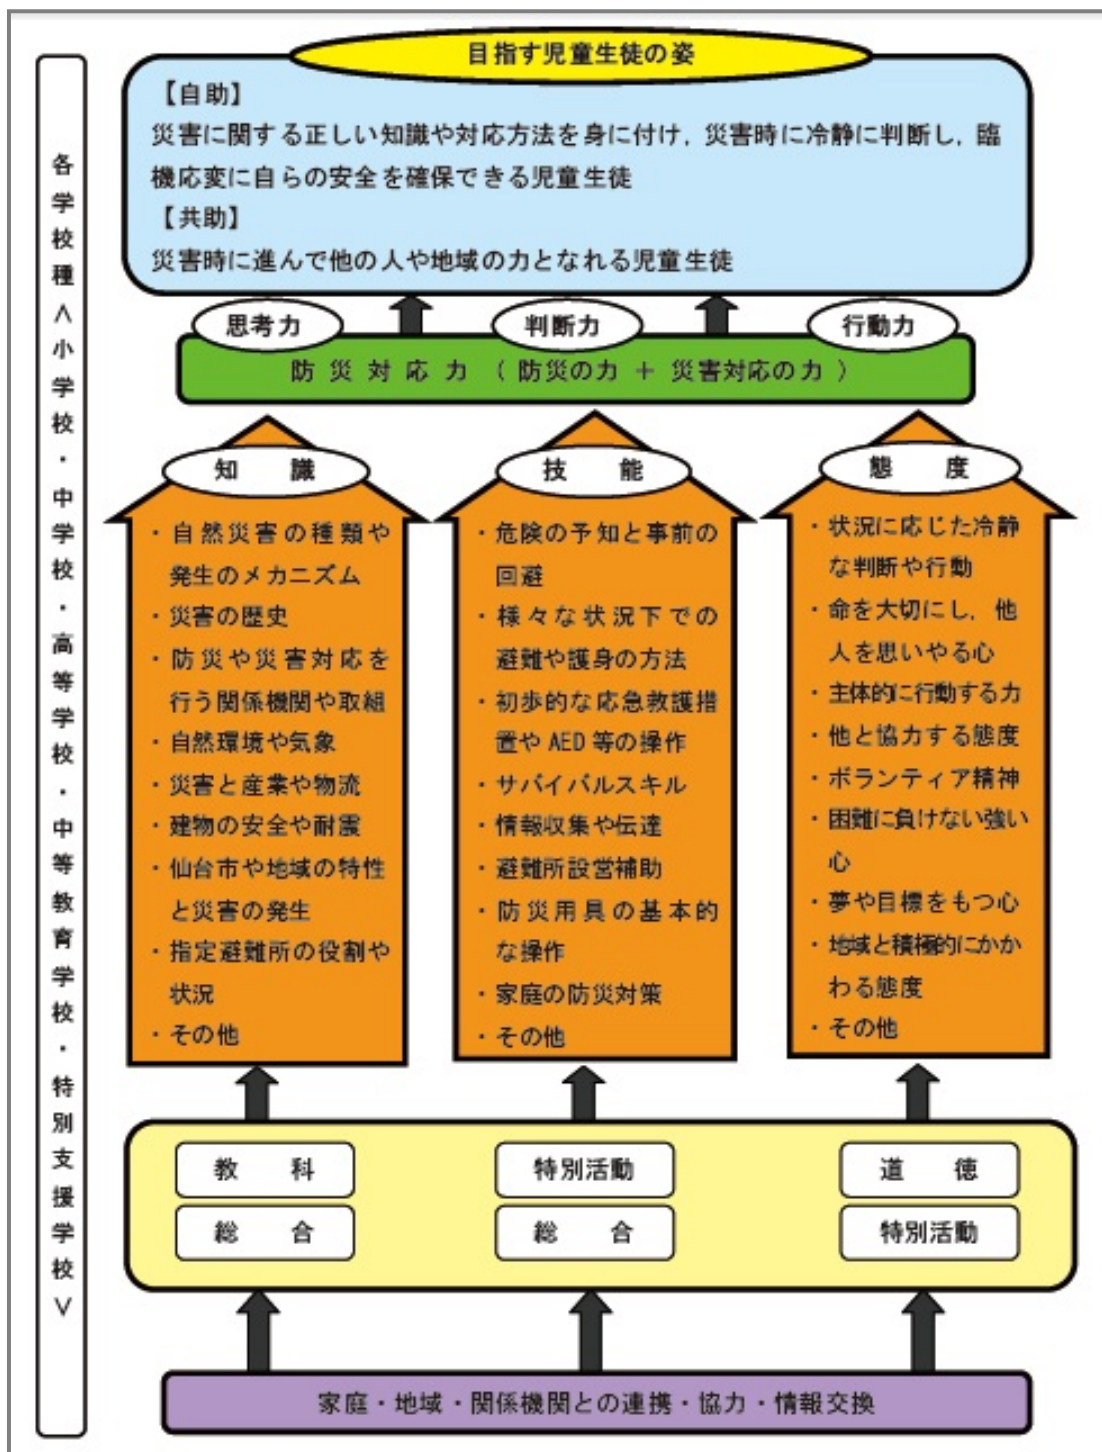 各学校種<小学校・中学校・高等学校・中等教育学校・特別支援学校>
目指す児童生徒の姿
【自助】
災害に関する正しい知識や対応方法を身に付け，災害時に冷静に判断し，臨
機応変に自らの安全を確保できる児童生徒
【共助】
災害時に進んで他の人や地域の力となれる児童生徒
思考力
判断力
行動力
防災対応力（防災の力＋災害対応の力）
知識
・自然災害の種類や
発生のメカニズム
・災害の歴史
・防災や災害対応を
行う関係機関や取組
・自然環境や気象
・災害と産業や物流
・建物の安全や耐震
・仙台市や地域の特性
と災害の発生
・指定避難所の役割や
状況
・その他
技能
・危険の予知と事前の
回避
・様々な状況下での
避難や護身の方法
・初歩的な応急救護措
置や AED 等の操作
・サバイバルスキル
・情報収集や伝達
・避難所設営補助
・防災用具の基本的
な操作
・家庭の防災対策
・その他
態度
・状況に応じた冷静
な判断や行動
・命を大切にし，他
人を思いやる心
・主体的に行動する力
・他と協力する態度
・ボランティア精神
・困難に負けない強い
心
・夢や目標をもつ心
・地域と積極的にかか
わる態度
・その他
教科
総合
特別活動
総合
道徳
特別活動
家庭・地域・関係機関との連携・協力・情報交換